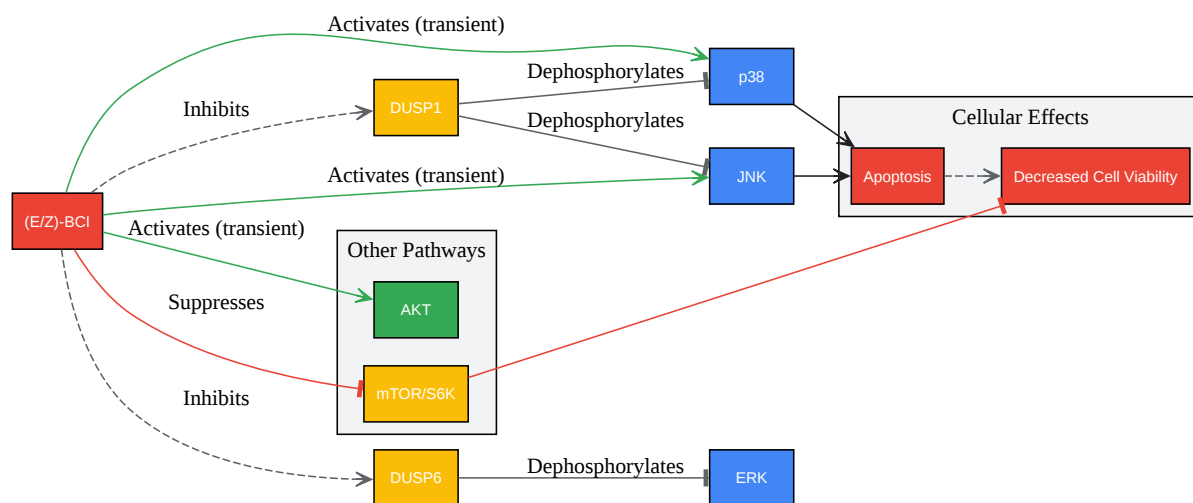 Activates (transient)
p38
Dephosphorylates
DUSP1
Inhibits
Cellular Effects
Dephosphorylates
Activates (transient)
JNK
Apoptosis
Decreased Cell Viability
(E/Z)-BCI
Activates (transient)
Other Pathways
Suppresses
AKT
mTOR/S6K
Inhibits
DUSP6
Dephosphorylates
ERK